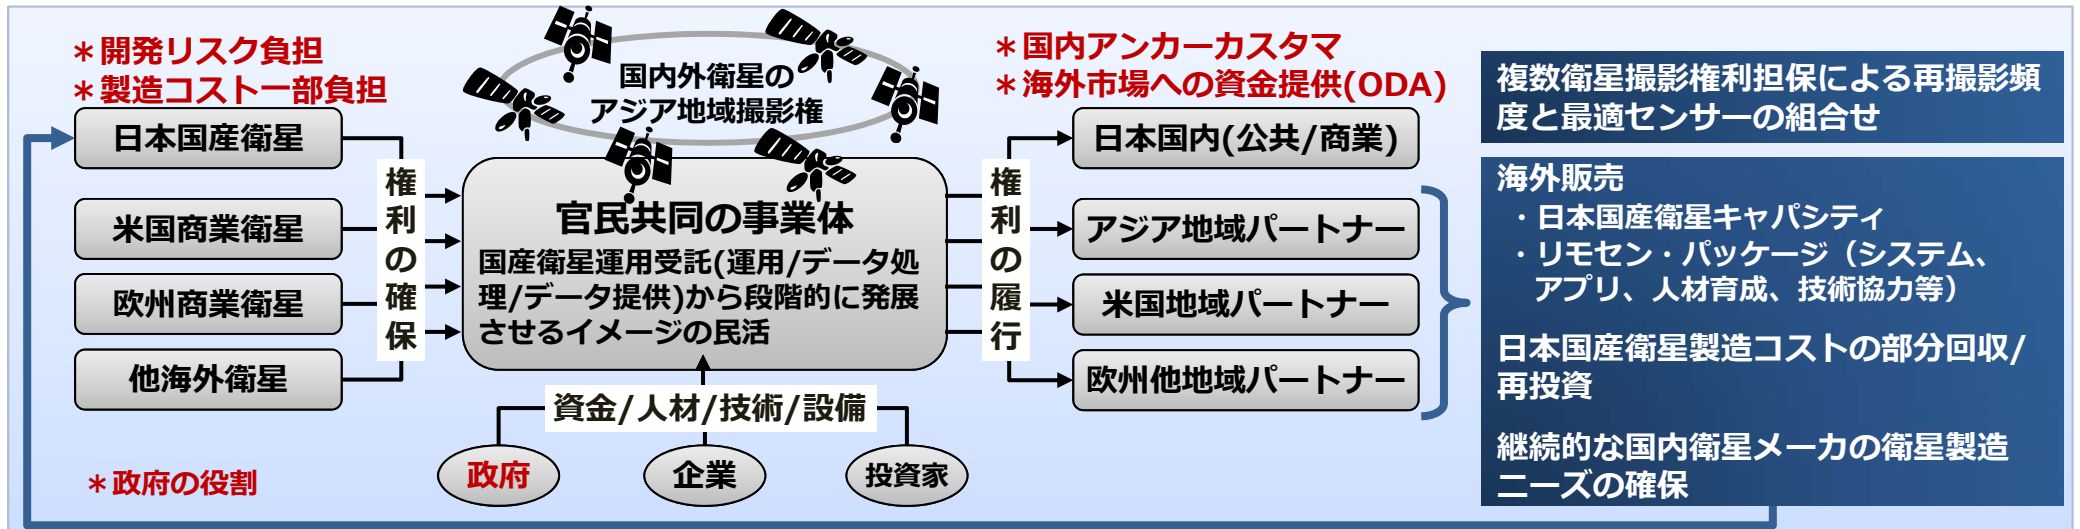 ＊開発リスク負担
＊製造コスト一部負担
日本国産衛星
米国商業衛星
欧州商業衛星
他海外衛星
＊政府の役割
権利の確保
国内外衛星の
アジア地域撮影権
官民共同の事業体
国産衛星運用受託(運用/データ処
理/データ提供)から段階的に発展
させるイメージの民活
資金/人材/技術/設備
政府
企業
投資家
権利の履行
＊国内アンカーカスタマ
＊海外市場への資金提供(ODA)
日本国内(公共/商業)
アジア地域パートナー
米国地域パートナー
欧州他地域パートナー
複数衛星撮影権利担保による再撮影頻
度と最適センサーの組合せ
海外販売
・日本国産衛星キャパシティ
・リモセン・パッケージ（システム、
アプリ、人材育成、技術協力等）
日本国産衛星製造コストの部分回収/
再投資
継続的な国内衛星メーカの衛星製造
ニーズの確保